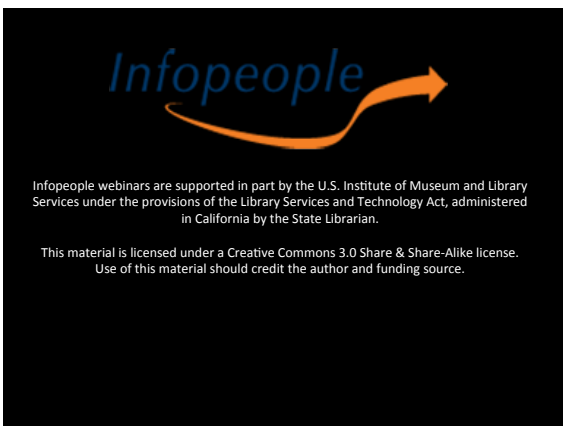 Infopeople
Infopeople webinars are supported in part by the U.S. Institute of Museum and Library
Services under the provisions of the Library Services and Technology Act, administered
in California by the State Librarian.
This material is licensed under a Creative Commons 3.0 Share & Share-Alike license.
Use of this material should credit the author and funding source.